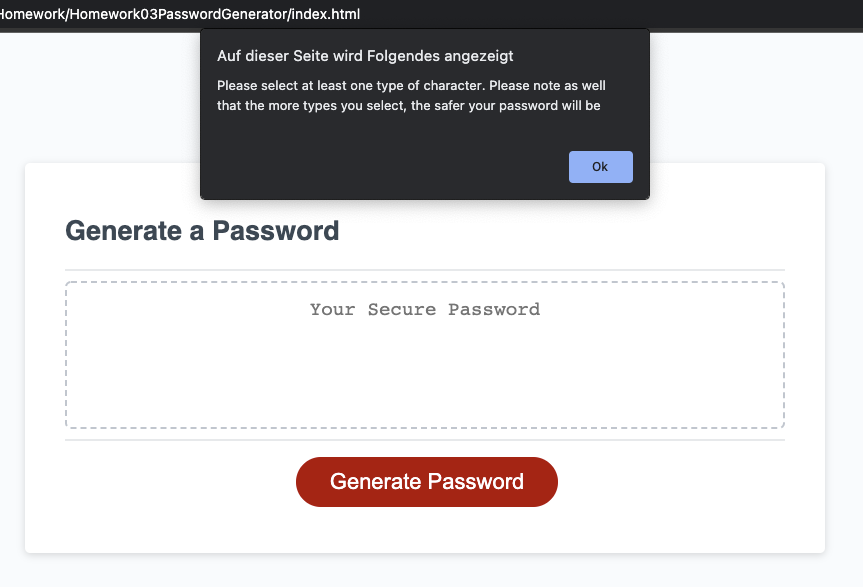 Homework/Homework03PasswordGenerator/index.html
Auf dieser Seite wird Folgendes angezeigt
Please select at least one type of character. Please note as well
that the more types you select, the safer your password will be
Ok
Generate a Password
Your Secure Password
Generate Password